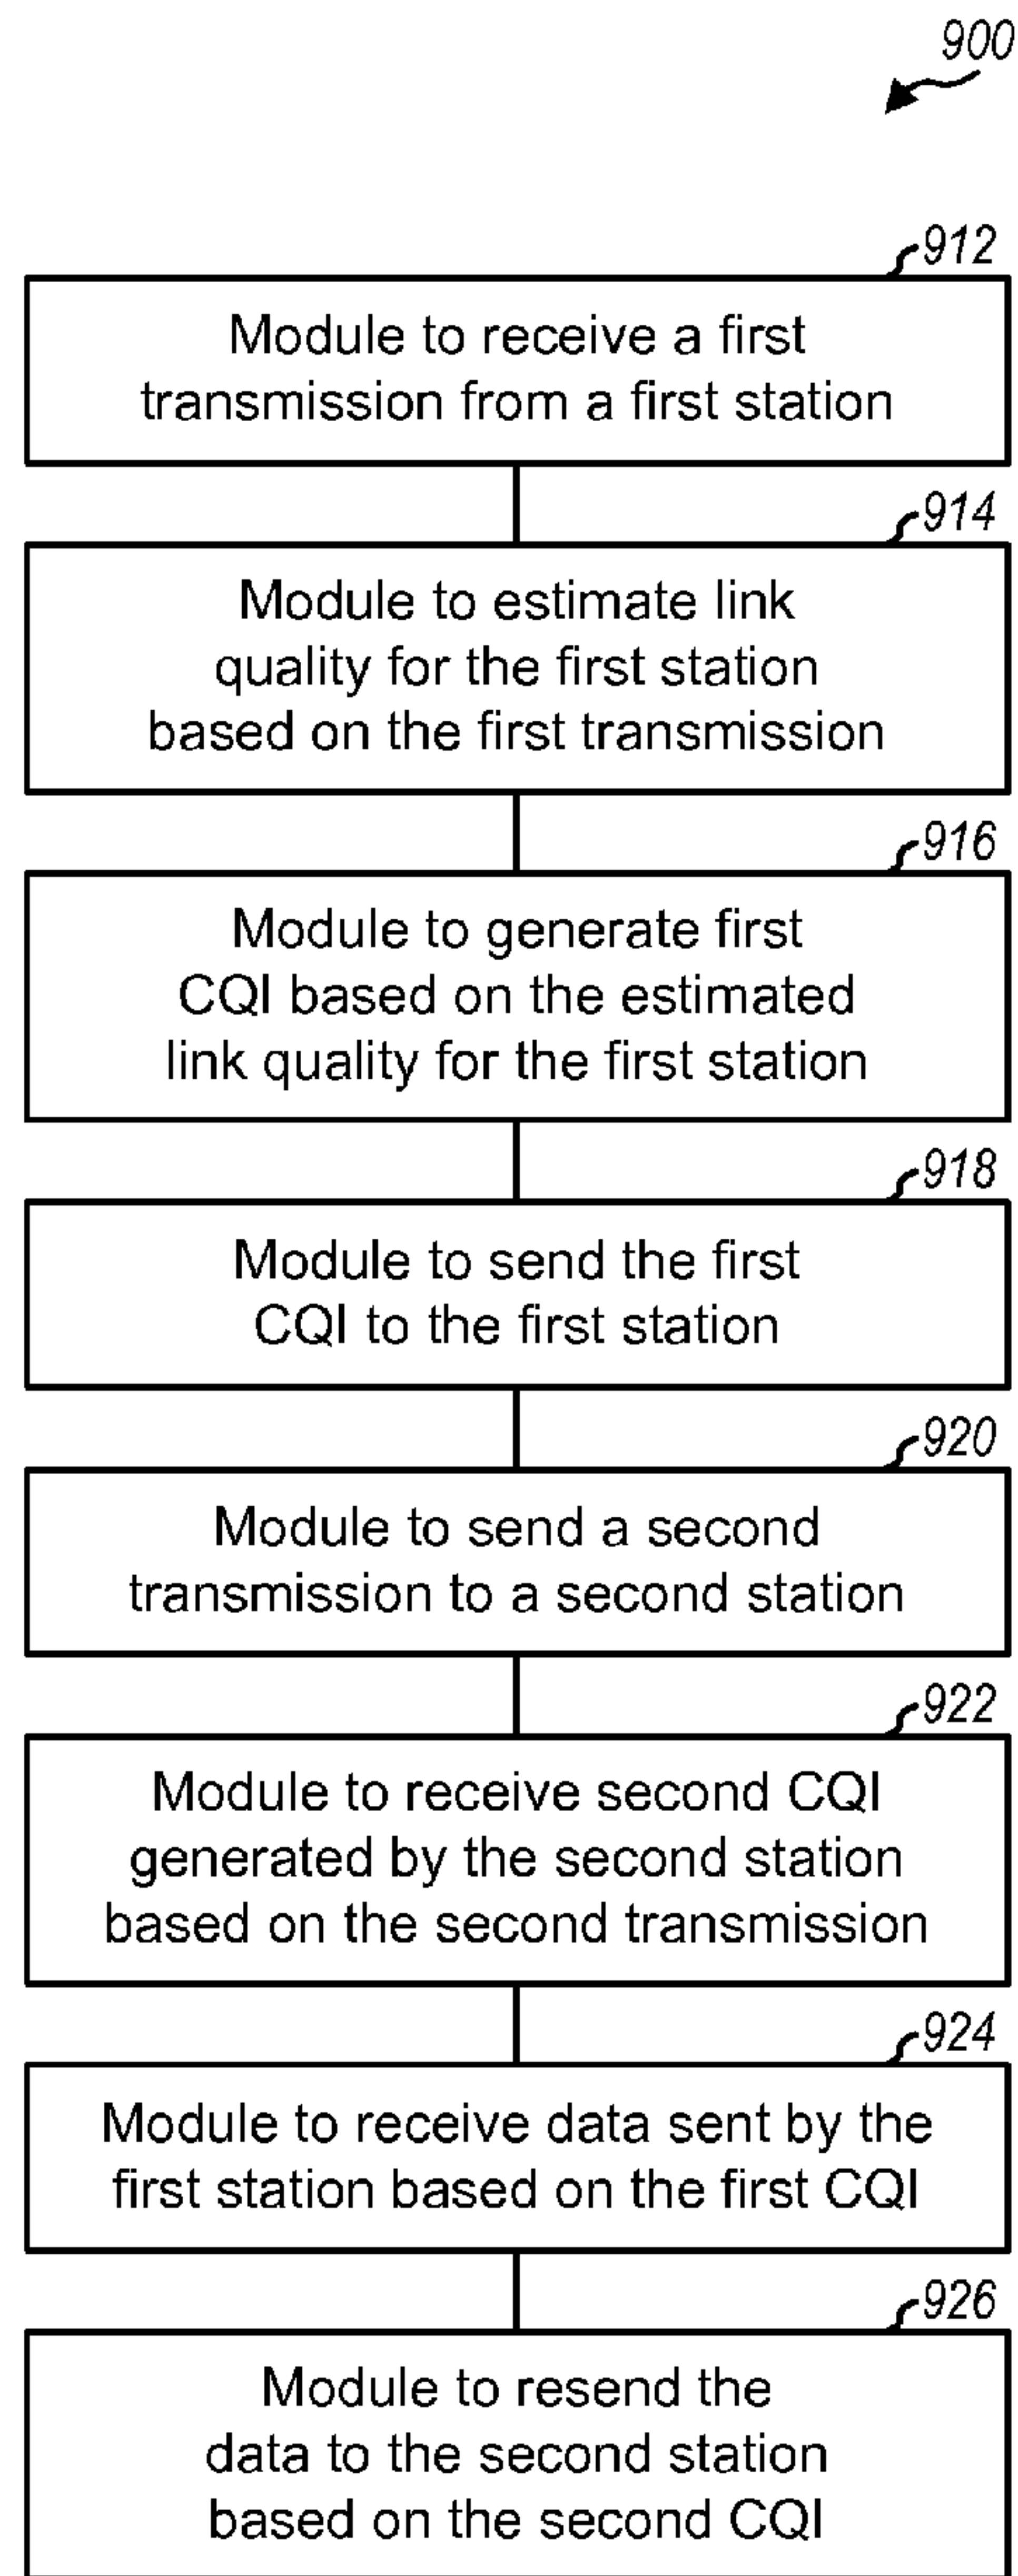 900
912
Module to receive a first
transmission from a first station
914
Module to estimate link
quality for the first station
based on the first transmission
916
Module to generate first
CQI based on the estimated
link quality for the first station
918
Module to send the first
CQI to the first station
920
Module to send a second
transmission to a second station
922
Module to receive second CQI
generated by the second station
based on the second transmission
924
Module to receive data sent by the
first station based on the first CQI
926
Module to resend the
data to the second station
based on the second CQI